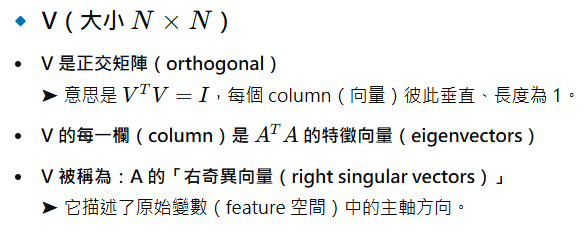 🔹 V（大小 N × N）
• V 是正交矩陣（orthogonal）
➤ 意思是 VᵀV = I，每個 column（向量）彼此垂直、長度為 1。
• V 的每一欄（column）是 AᵀA 的特徵向量（eigenvectors）
• V 被稱為：A 的「右奇異向量（right singular vectors）」
➤ 它描述了原始變數（feature 空間）中的主軸方向。